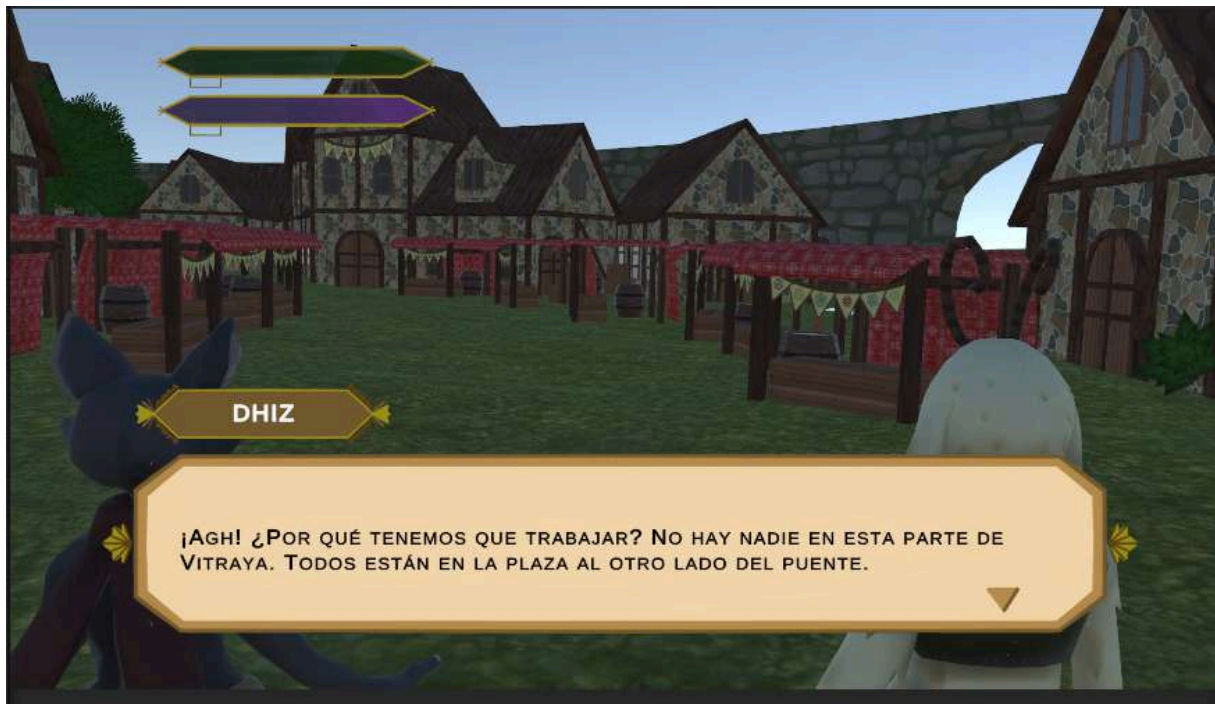 DHIZ
¡Agh! ¿Por qué tenemos que trabajar? No hay nadie en esta parte de
Vitraya. Todos están en la plaza al otro lado del puente.